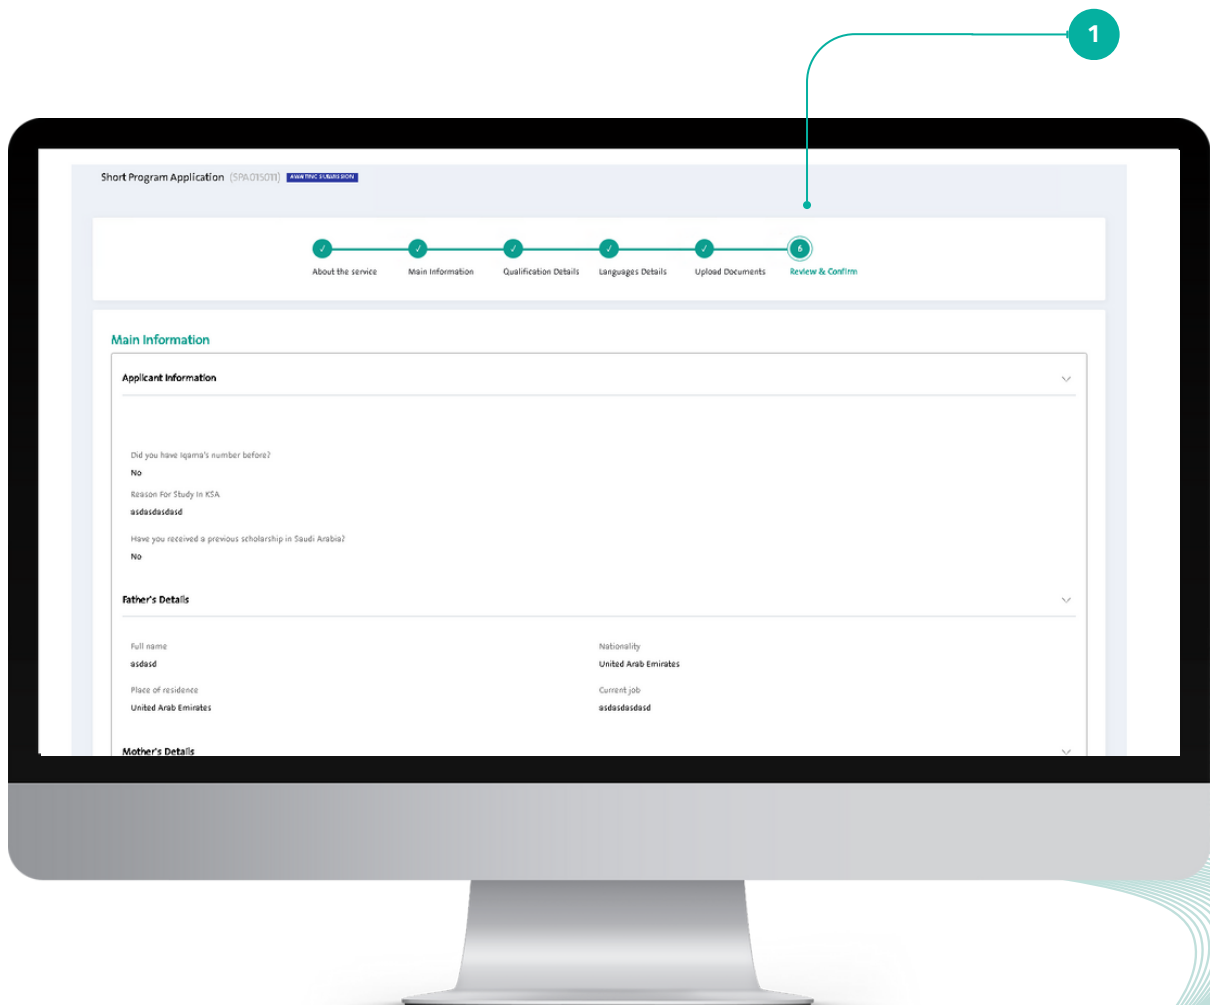 1
Short Program Application (SPA01S011) AWAITING SUBMISSION
6
About the service Main Information Qualification Details Languages Details Upload Documents Review & Confirm
Main Information
Applicant Information
Did you have Iqama's number before?
No
Reason For Study In KSA
asdasdasdasd
Have you received a previous scholarship in Saudi Arabia?
No
Father's Details
Full name Nationality
asdasd United Arab Emirates
Place of residence Current job
United Arab Emirates asdasdasdasd
Mother's Details